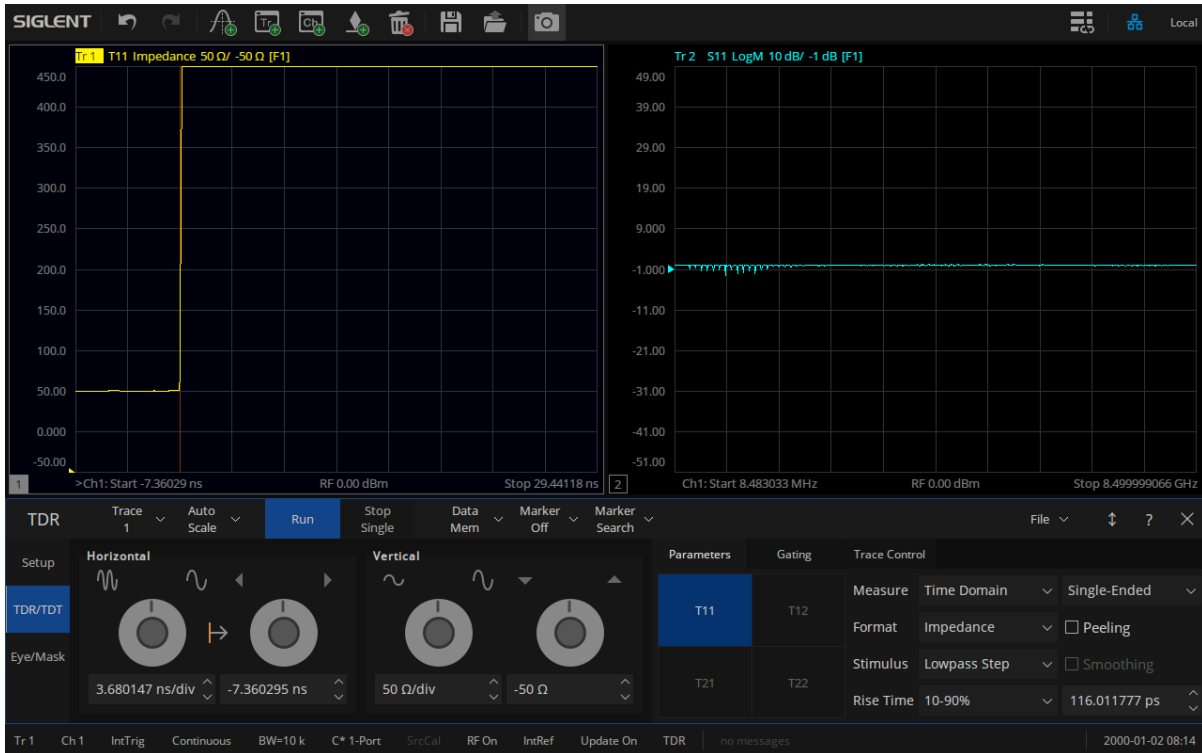 SIGLENT Tr Ch Local
Tr 1 T11 Impedance 50 Ω/ -50 Ω [F1]
450.0
400.0
350.0
300.0
250.0
200.0
150.0
100.0
50.00
0.000
-50.00
1 >Ch1: Start -7.36029 ns RF 0.00 dBm Stop 29.44118 ns
Tr 2 S11 LogM 10 dB/ -1 dB [F1]
49.00
39.00
29.00
19.00
9.000
-1.000
-11.00
-21.00
-31.00
-41.00
-51.00
2 Ch1: Start 8.483033 MHz RF 0.00 dBm Stop 8.499999066 GHz
TDR Trace 1 Auto Scale Run Stop Single Data Mem Marker Off Marker Search File ?
Setup
TDR/TDT
Eye/Mask
Horizontal
3.680147 ns/div -7.360295 ns
Vertical
50 Ω/div -50 Ω
Parameters Gating Trace Control
T11 T12
T21 T22
Measure Time Domain Single-Ended
Format Impedance Peeling
Stimulus Lowpass Step Smoothing
Rise Time 10-90% 116.011777 ps
Tr 1 Ch 1 IntTrig Continuous BW=10 k C* 1-Port SrcCal RF On IntRef Update On TDR no messages 2000-01-02 08:14